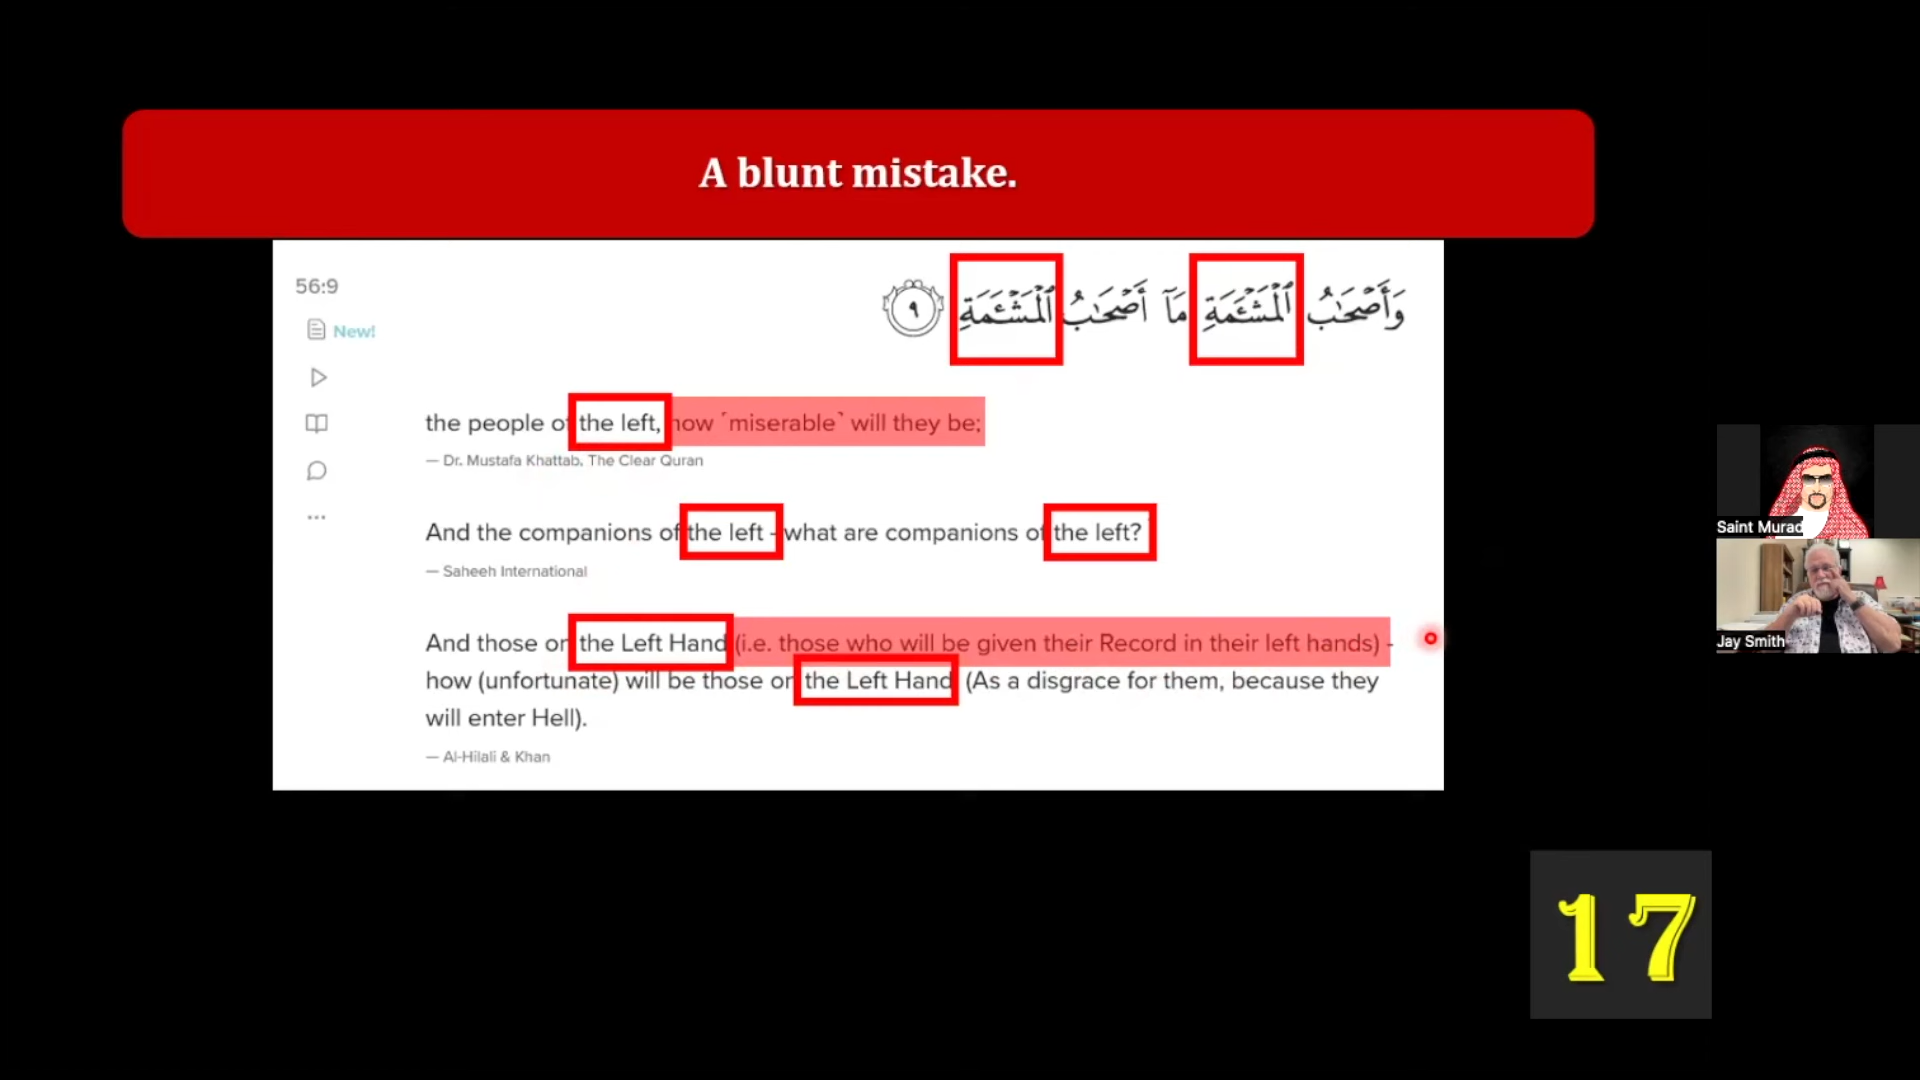 A blunt mistake.
56:9
New!
وَأَصْحَٰبُ ٱلْمَشْـَٔمَةِ مَآ أَصْحَٰبُ ٱلْمَشْـَٔمَةِ ٩
the people of the left, how ˹miserable˺ will they be;
— Dr. Mustafa Khattab, The Clear Quran
And the companions of the left - what are companions of the left?
— Saheeh International
And those on the Left Hand (i.e. those who will be given their Record in their left hands) -
how (unfortunate) will be those on the Left Hand (As a disgrace for them, because they
will enter Hell).
— Al-Hilali & Khan
Saint Murad
Jay Smith
17